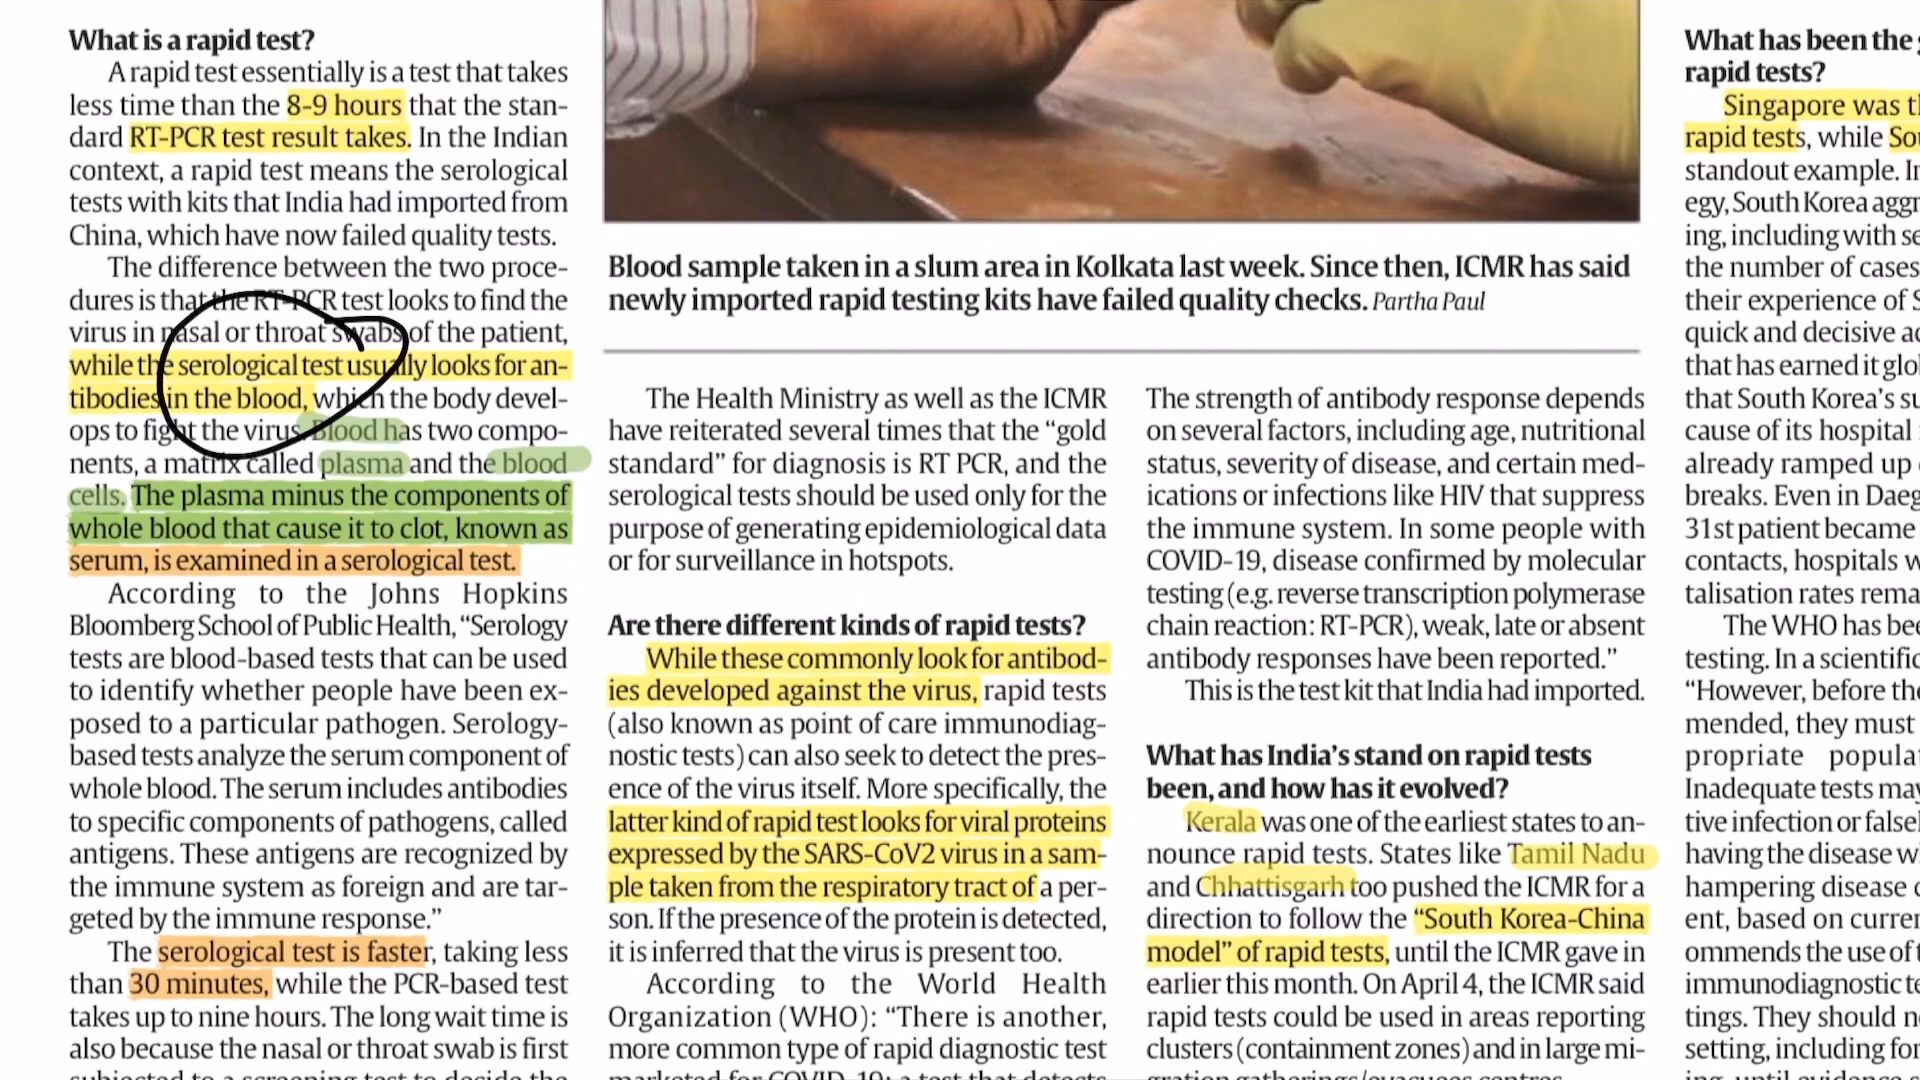 What is a rapid test?
A rapid test essentially is a test that takes
less time than the 8-9 hours that the stan-
dard RT-PCR test result takes. In the Indian
context, a rapid test means the serological
tests with kits that India had imported from
China, which have now failed quality tests.
The difference between the two proce-
dures is that the RT-PCR test looks to find the
virus in nasal or throat swabs of the patient,
while the serological test usually looks for an-
tibodies in the blood, which the body devel-
ops to fight the virus. Blood has two compo-
nents, a matrix called plasma and the blood
cells. The plasma minus the components of
whole blood that cause it to clot, known as
serum, is examined in a serological test.
According to the Johns Hopkins
Bloomberg School of Public Health, “Serology
tests are blood-based tests that can be used
to identify whether people have been ex-
posed to a particular pathogen. Serology-
based tests analyze the serum component of
whole blood. The serum includes antibodies
to specific components of pathogens, called
antigens. These antigens are recognized by
the immune system as foreign and are tar-
geted by the immune response.”
The serological test is faster, taking less
than 30 minutes, while the PCR-based test
takes up to nine hours. The long wait time is
also because the nasal or throat swab is first
subjected to a screening test to decide the
Blood sample taken in a slum area in Kolkata last week. Since then, ICMR has said
newly imported rapid testing kits have failed quality checks. Partha Paul
The Health Ministry as well as the ICMR
have reiterated several times that the “gold
standard” for diagnosis is RT PCR, and the
serological tests should be used only for the
purpose of generating epidemiological data
or for surveillance in hotspots.
Are there different kinds of rapid tests?
While these commonly look for antibod-
ies developed against the virus, rapid tests
(also known as point of care immunodiag-
nostic tests) can also seek to detect the pres-
ence of the virus itself. More specifically, the
latter kind of rapid test looks for viral proteins
expressed by the SARS-CoV2 virus in a sam-
ple taken from the respiratory tract of a per-
son. If the presence of the protein is detected,
it is inferred that the virus is present too.
According to the World Health
Organization (WHO): “There is another,
more common type of rapid diagnostic test
marketed for COVID-19; a test that detects
The strength of antibody response depends
on several factors, including age, nutritional
status, severity of disease, and certain med-
ications or infections like HIV that suppress
the immune system. In some people with
COVID-19, disease confirmed by molecular
testing (e.g. reverse transcription polymerase
chain reaction: RT-PCR), weak, late or absent
antibody responses have been reported.”
This is the test kit that India had imported.
What has India’s stand on rapid tests
been, and how has it evolved?
Kerala was one of the earliest states to an-
nounce rapid tests. States like Tamil Nadu
and Chhattisgarh too pushed the ICMR for a
direction to follow the “South Korea-China
model” of rapid tests, until the ICMR gave in
earlier this month. On April 4, the ICMR said
rapid tests could be used in areas reporting
clusters (containment zones) and in large mi-
gration gatherings/evacuees centres.
What has been the
rapid tests?
Singapore was
rapid tests, while
standout example.
egy, South Korea
ing, including with
the number of cases
their experience of
quick and decisive
that has earned it
that South Korea’s
cause of its hospital
already ramped up
breaks. Even in
31st patient became
contacts, hospitals
talisation rates
The WHO has
testing. In a
“However, before
mended, they must
propriate
Inadequate tests
tive infection or
having the disease
hampering disease
ent, based on
ommends the use of
immunodiagnostic
tings. They should
setting, including
ing, until evidence